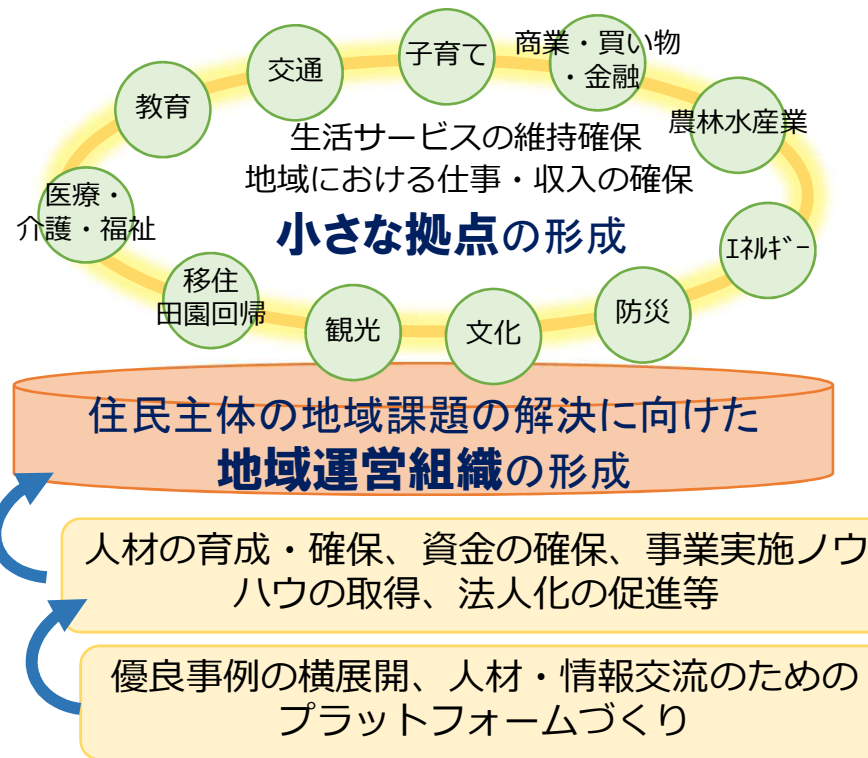 子育て
商業・買い物
・金融
交通
教育
農林水産業
生活サービスの維持確保
地域における仕事・収入の確保
小さな拠点の形成
医療・
介護・福祉
ｴﾈﾙｷﾞｰ
移住
田園回帰
観光
文化
防災
住民主体の地域課題の解決に向けた
地域運営組織の形成
人材の育成・確保、資金の確保、事業実施ノウ
ハウの取得、法人化の促進等
優良事例の横展開、人材・情報交流のための
プラットフォームづくり